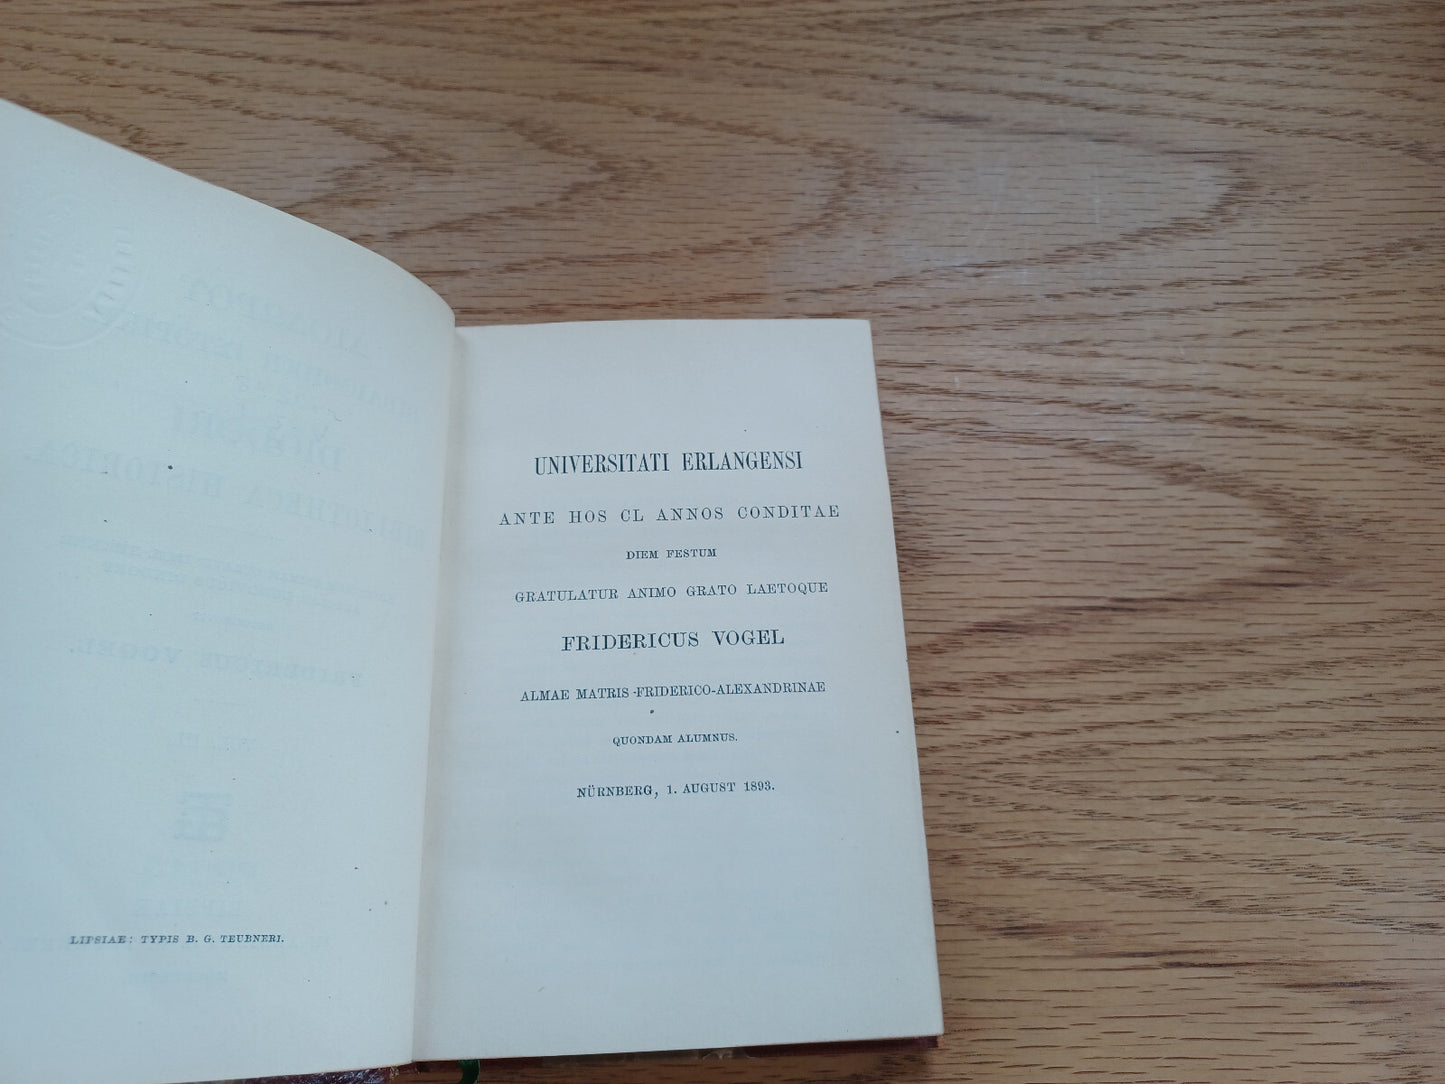 LIPSIAE: TYPIS B. G. TEUBNERI.
UNIVERSITATI ERLANGENSI
ANTE HOS CL ANNOS CONDITAE
DIEM FESTUM
GRATULATUR ANIMO GRATO LAETOQUE
FRIDERICUS VOGEL
ALMAE MATRIS FRIDERICO-ALEXANDRINAE
QUONDAM ALUMNUS.
NÜRNBERG, 1. AUGUST 1893.